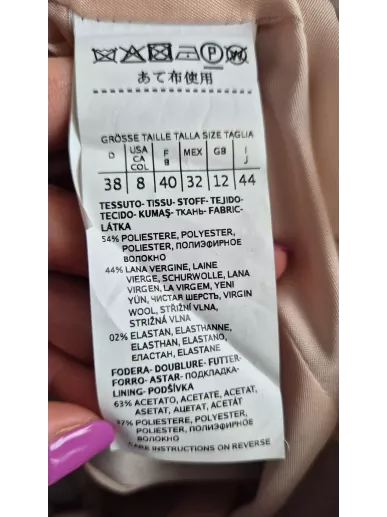 P W
あて布使用
GRÖSSE TAILLE TALLA SIZE TAGLIA
D USA CA COL F B MEX GB I J
38 8 40 32 12 44
TESSUTO- TISSU- STOFF- TEJIDO-
TECIDO- KUMAŞ- ТКАНЬ- FABRIC-
LÁTKA
54% POLIESTERE, POLYESTER,
POLIESTER, ПОЛИЭФИРНОЕ
ВОЛОКНО
44% LANA VERGINE, LAINE
VIERGE, SCHURWOLLE, LANA
VIRGEN, LA VIRGEM, YENI
YÜN, ЧИСТАЯ ШЕРСТЬ, VIRGIN
WOOL, STŘIŽNÍ VLNA,
STRIŽNÁ VLNA
02% ELASTAN, ELASTHANNE,
ELASTHAN, ELASTANO,
ЕЛАСТАН, ELASTANE
FODERA- DOUBLURE- FUTTER-
FORRO- ASTAR- ПОДКЛАДКА-
LINING- PODŠÍVKA
63% ACETATO, ACETATE, ACETAT,
ASETAT, АЦЕТАТ, ACETÁT
37% POLIESTERE, POLYESTER,
POLIESTER, ПОЛИЭФИРНОЕ
ВОЛОКНО
CARE INSTRUCTIONS ON REVERSE